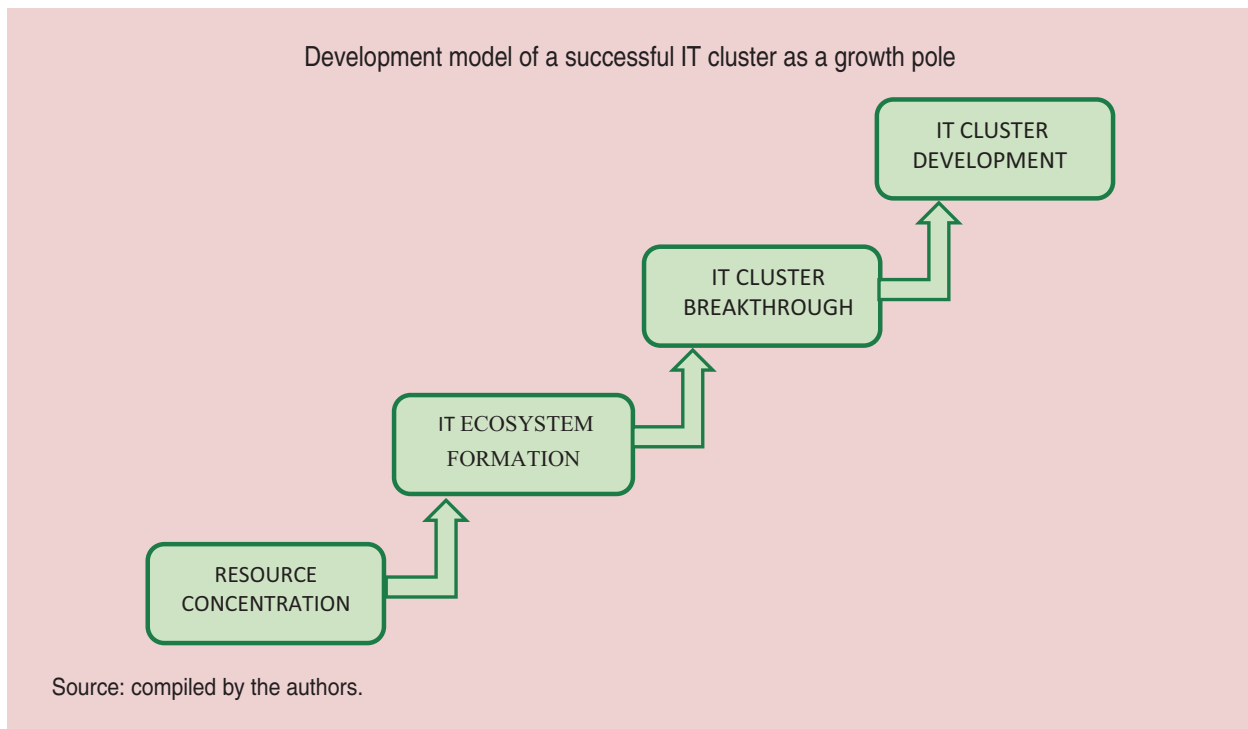 Development model of a successful IT cluster as a growth pole
IT CLUSTER
DEVELOPMENT
IT CLUSTER
BREAKTHROUGH
IT ECOSYSTEM
FORMATION
RESOURCE
CONCENTRATION
Source: compiled by the authors.